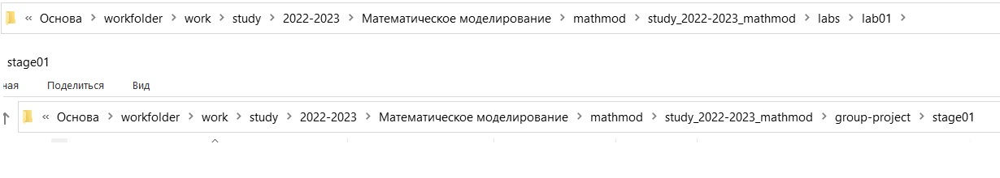 « Основа > workfolder > work > study > 2022-2023 > Математическое моделирование > mathmod > study_2022-2023_mathmod > labs > lab01 >
stage01
ная Поделиться Вид
↑ « Основа > workfolder > work > study > 2022-2023 > Математическое моделирование > mathmod > study_2022-2023_mathmod > group-project > stage01